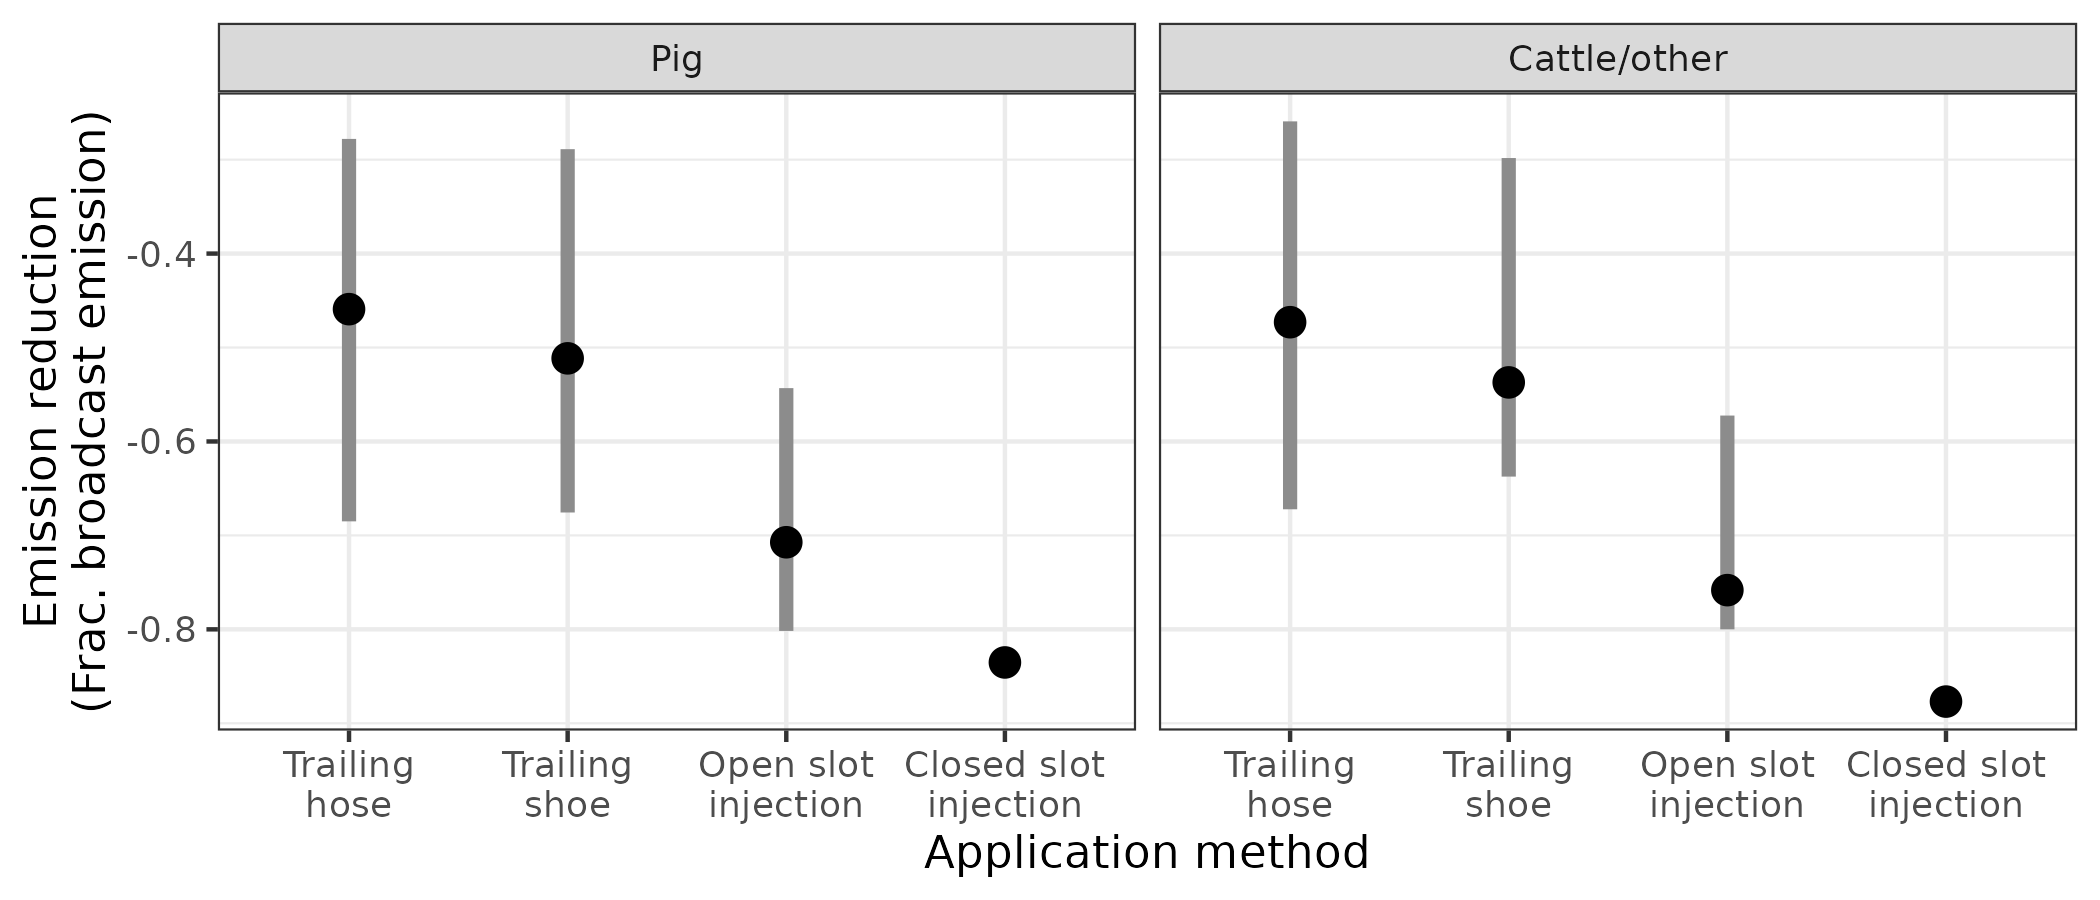 Pig
Cattle/other
Emission reduction
(Frac. broadcast emission)
-0.4
-0.6
-0.8
Trailing
hose
Trailing
shoe
Open slot
injection
Closed slot
injection
Trailing
hose
Trailing
shoe
Open slot
injection
Closed slot
injection
Application method